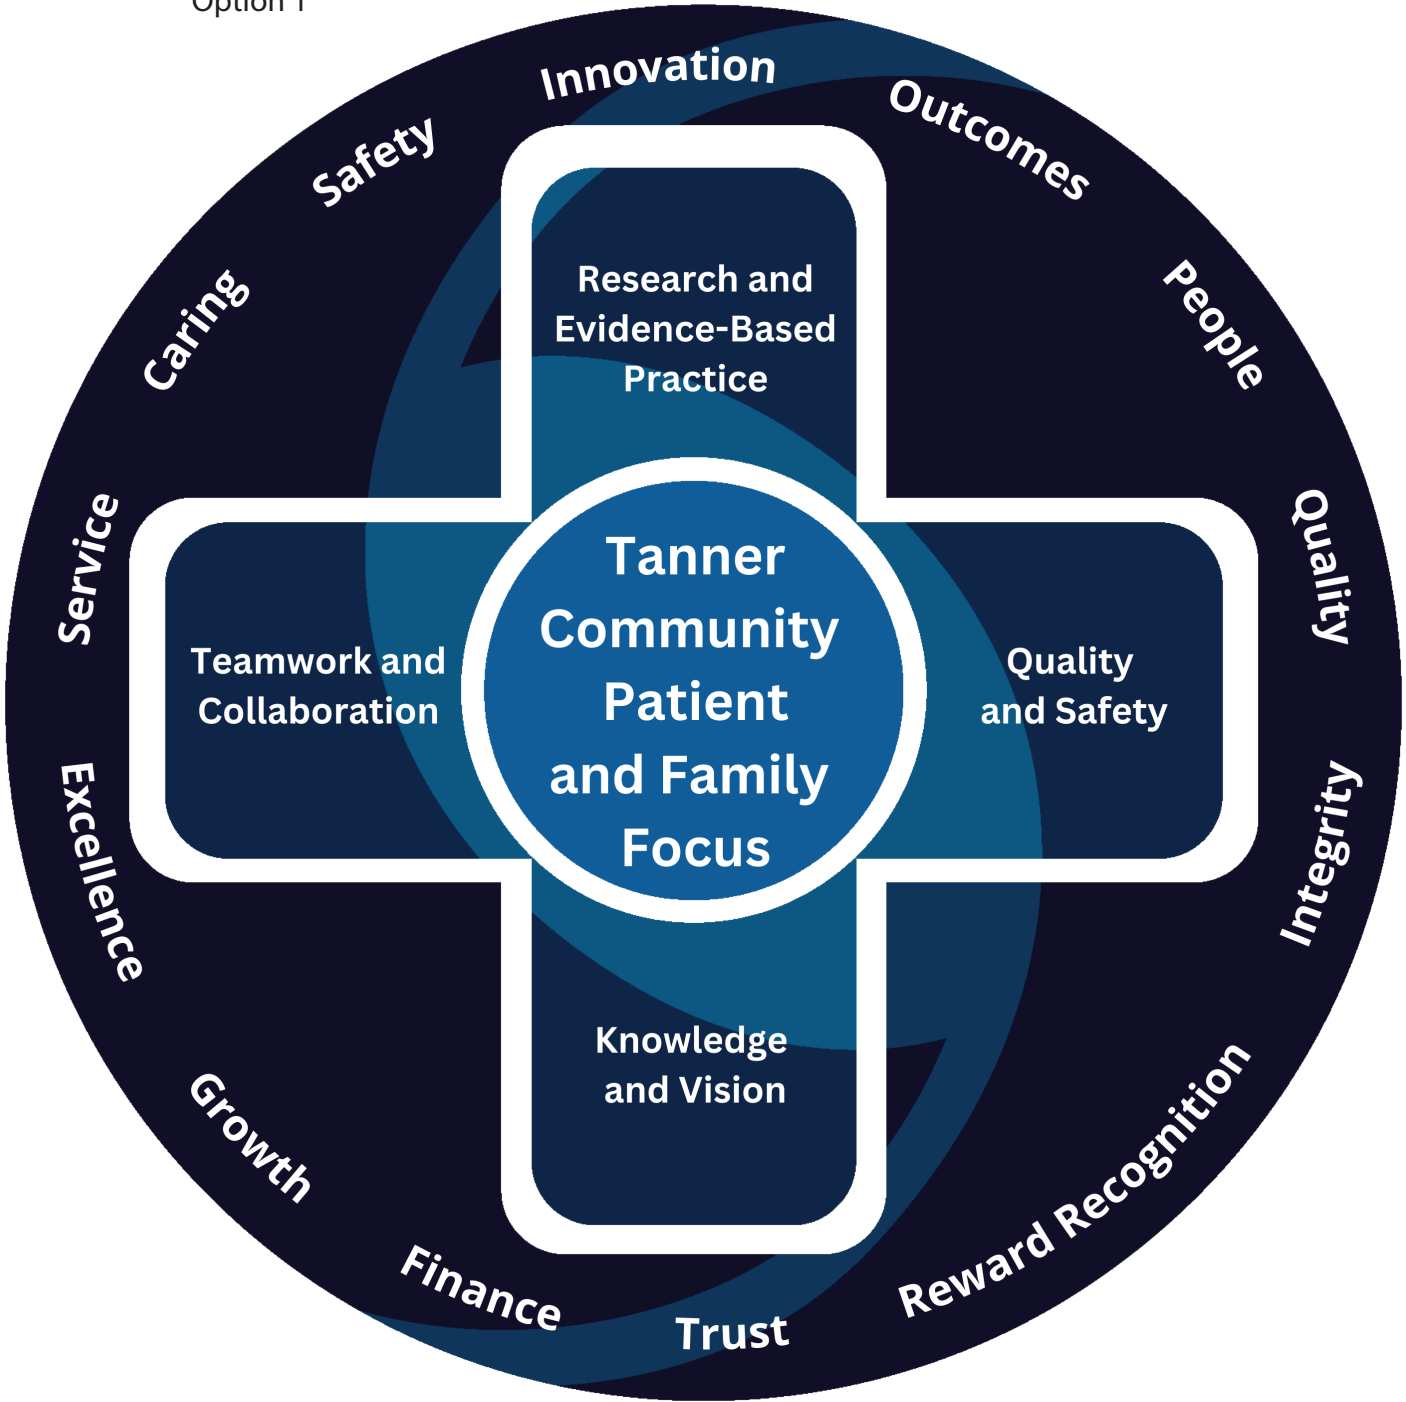 Option 1
Innovation
Outcomes
Safety
People
Caring
Quality
Service
Integrity
Excellence
Reward Recognition
Growth
Finance
Trust
Research and
Evidence-Based
Practice
Teamwork and
Collaboration
Tanner
Community
Patient
and Family
Focus
Quality
and Safety
Knowledge
and Vision